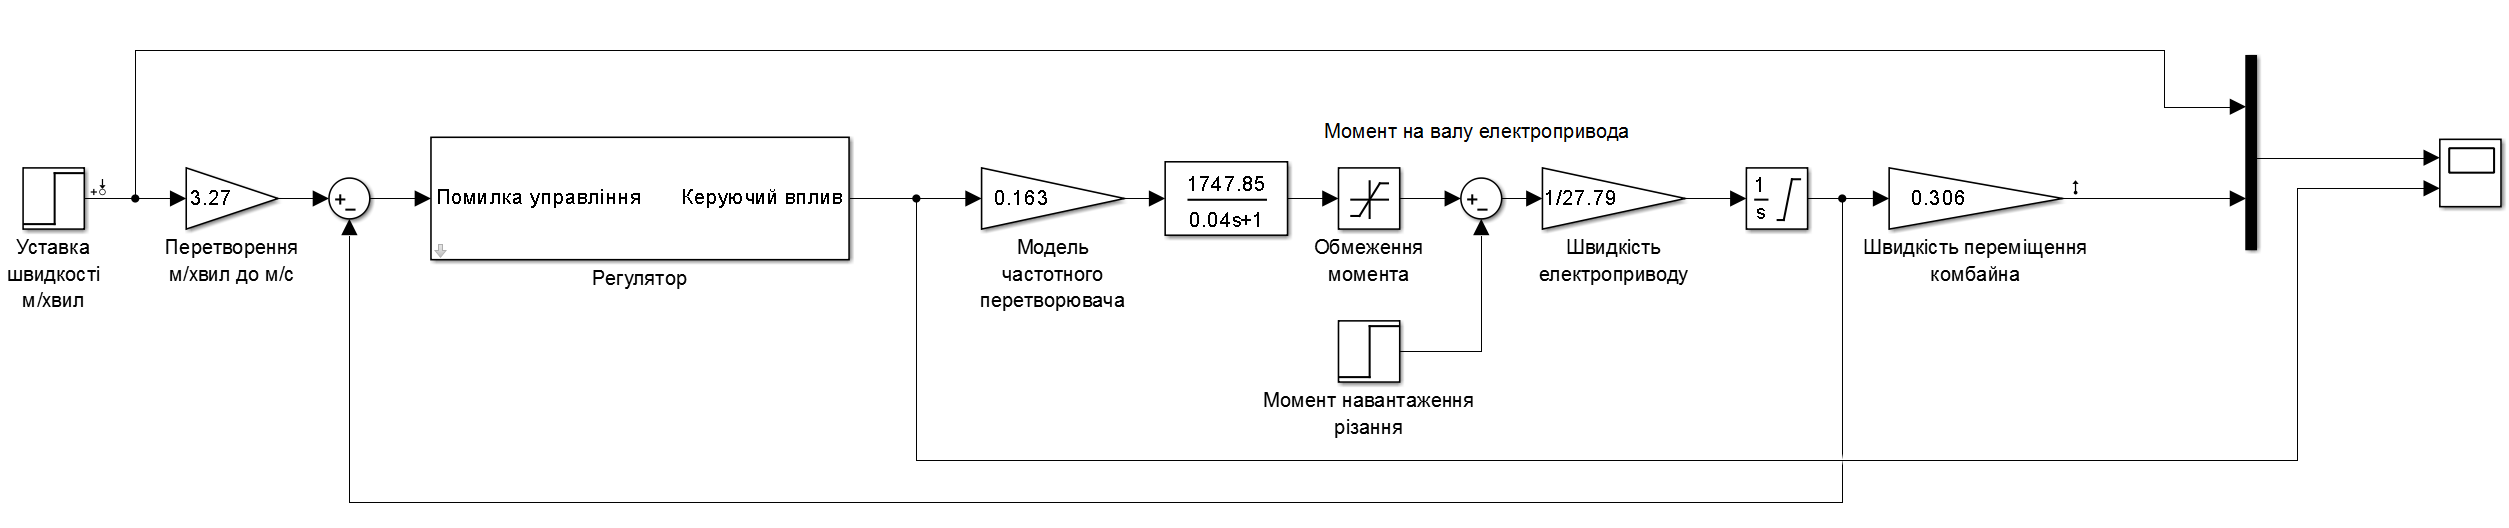 Момент на валу електропривода
3.27
+
−
Помилка управління
Керуючий вплив
0.163
1747.85
0.04s+1
+
−
1/27.79
1
s
0.306
Уставка
швидкості
м/хвил
Перетворення
м/хвил до м/с
Регулятор
Модель
частотного
перетворювача
Обмеження
момента
Швидкість
електроприводу
Швидкість переміщення
комбайна
Момент навантаження
різання